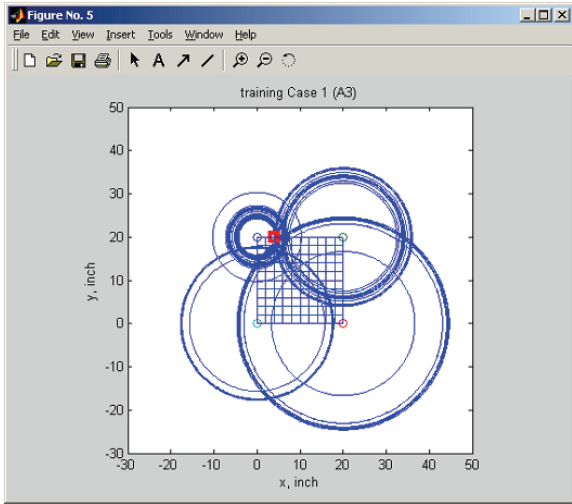 Figure No. 5
File Edit View Insert Tools Window Help
A
training Case 1 (A3)
50
40
30
20
10
0
-10
-20
-30
y, inch
-30 -20 -10 0 10 20 30 40 50
x, inch